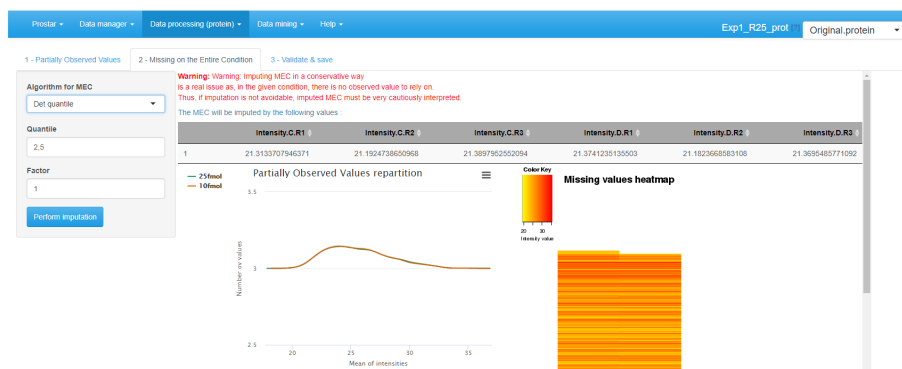 Prostar
Data manager
Data processing (protein)
Data mining
Help
Exp1_R25_prot
Original.protein
1 - Partially Observed Values
2 - Missing on the Entire Condition
3 - Validate & save
Algorithm for MEC
Det quantile
Quantile
2,5
Factor
1
Perform imputation
Warning: Warning: Imputing MEC in a conservative way
is a real issue as, in the given condition, there is no observed value to rely on.
Thus, if imputation is not avoidable, imputed MEC must be very cautiously interpreted.
The MEC will be imputed by the following values :
Intensity.C.R1 Intensity.C.R2 Intensity.C.R3 Intensity.D.R1 Intensity.D.R2 Intensity.D.R3
1 21.3133707946371 21.1924738650968 21.3897955552094 21.3741235135503 21.1823668583108 21.3695485771092
25fmol
10fmol
Partially Observed Values repartition
3.5
3
2.5
Number ov values
20 25 30 35
Mean of intensities
Color Key
20 30
Intensity value
Missing values heatmap